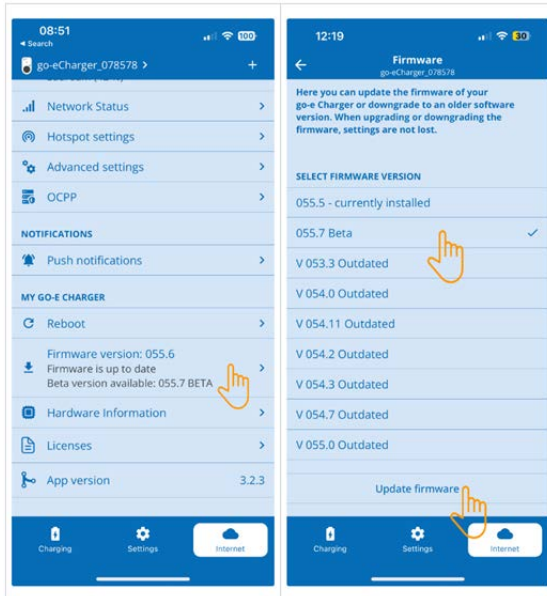 08:51
100
Search
go-eCharger_078578 >
+
Network Status
Hotspot settings
Advanced settings
OCPP
NOTIFICATIONS
Push notifications
MY GO-E CHARGER
Reboot
Firmware version: 055.6
Firmware is up to date
Beta version available: 055.7 BETA
Hardware Information
Licenses
App version 3.2.3
Charging
Settings
Internet
12:19
30
Firmware
go-eCharger_078578
Here you can update the firmware of your
go-e Charger or downgrade to an older software
version. When upgrading or downgrading the
firmware, settings are not lost.
SELECT FIRMWARE VERSION
055.5 - currently installed
055.7 Beta
V 053.3 Outdated
V 054.0 Outdated
V 054.11 Outdated
V 054.2 Outdated
V 054.3 Outdated
V 054.7 Outdated
V 055.0 Outdated
Update firmware
Charging
Settings
Internet